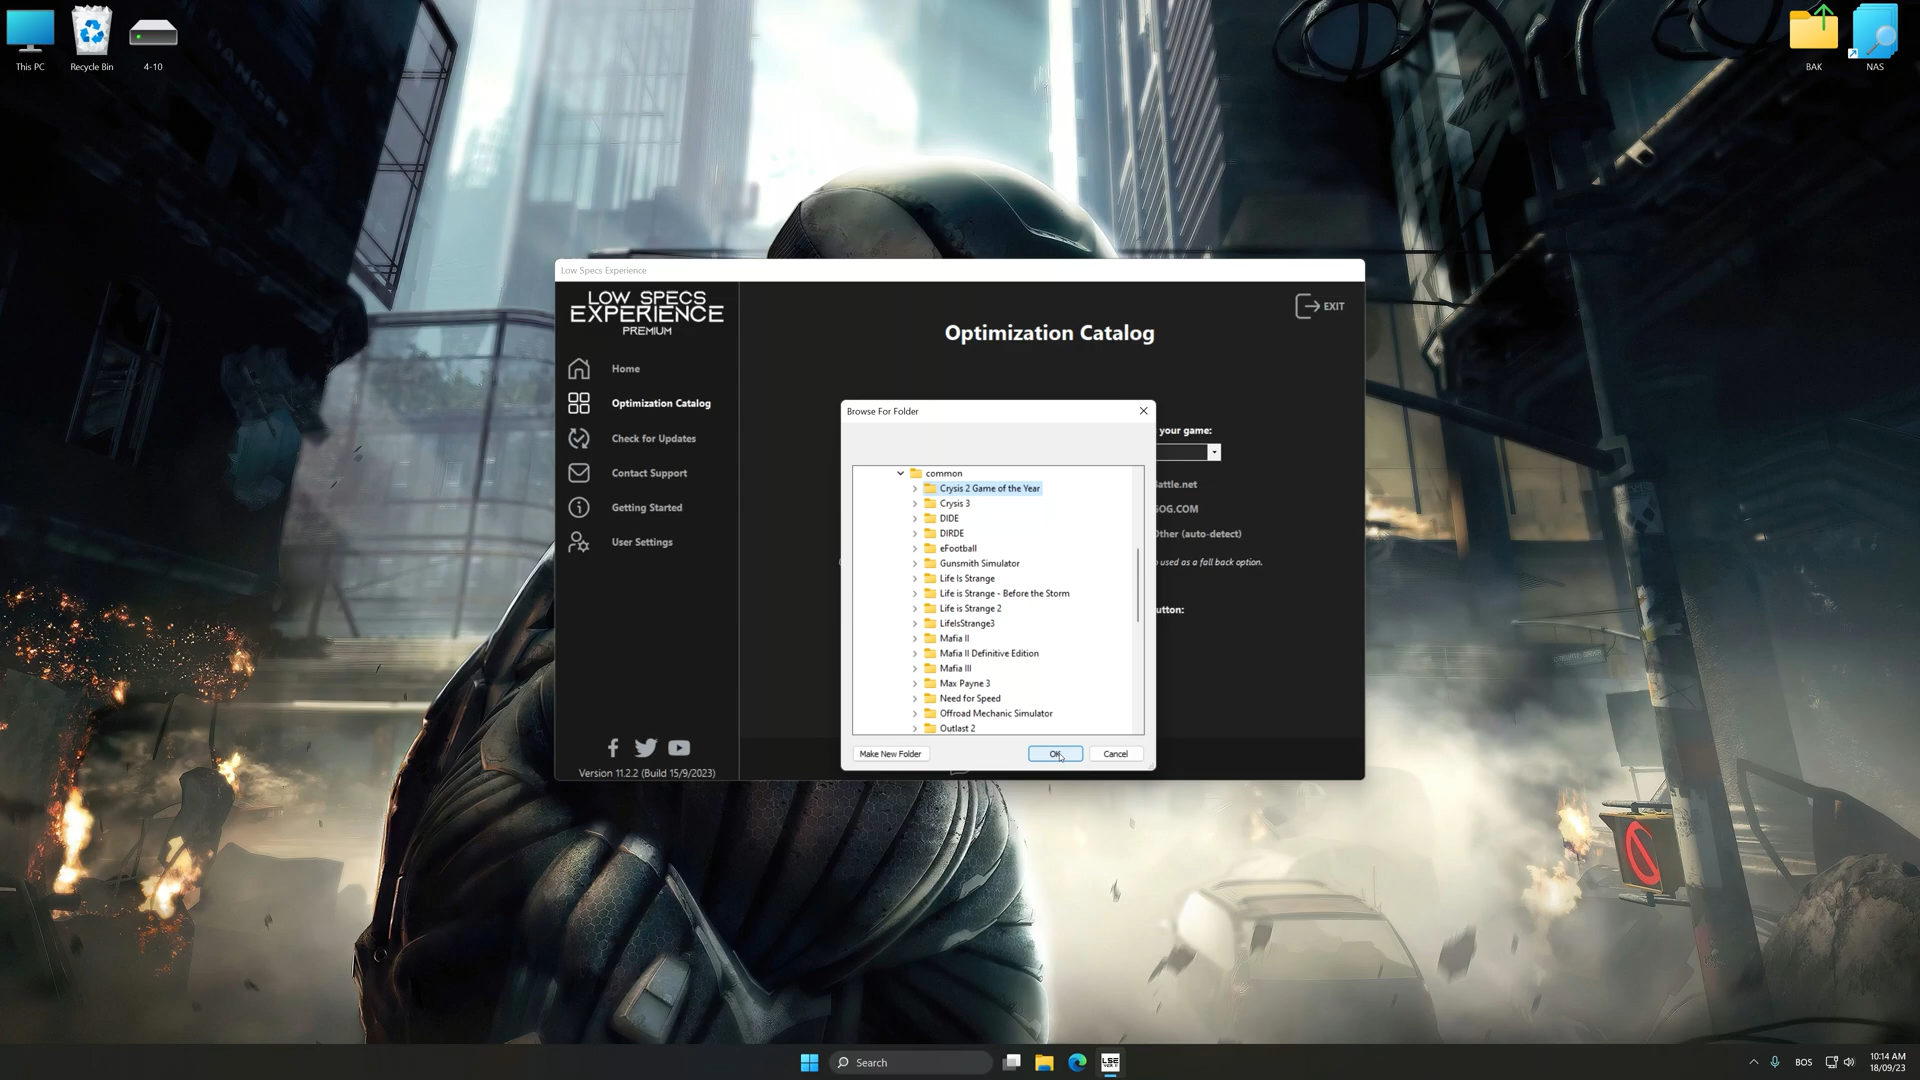 This PC
Recycle Bin
4-10
BAK
NAS
Low Specs Experience
LOW SPECS
EXPERIENCE
PREMIUM
EXIT
Optimization Catalog
Home
Optimization Catalog
Check for Updates
Contact Support
Getting Started
User Settings
Browse For Folder
your game:
Battle.net
GOG.COM
Other (auto-detect)
used as a fall back option.
utton:
common
Crysis 2 Game of the Year
Crysis 3
DIDE
DIRDE
eFootball
Gunsmith Simulator
Life Is Strange
Life is Strange - Before the Storm
Life is Strange 2
LifeIsStrange3
Mafia II
Mafia II Definitive Edition
Mafia III
Max Payne 3
Need for Speed
Offroad Mechanic Simulator
Outlast 2
Make New Folder
OK
Cancel
Version 11.2.2 (Build 15/9/2023)
Search
LSE
BOS
10:14 AM
18/09/23